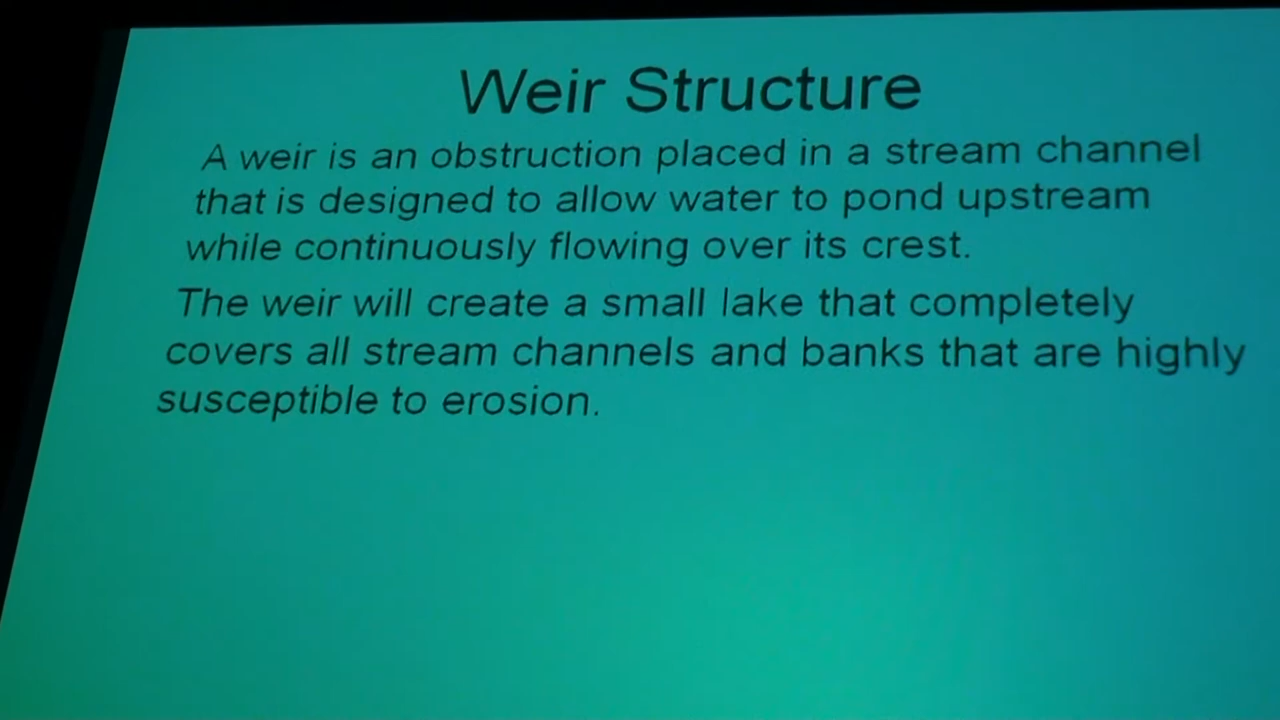 Weir Structure
A weir is an obstruction placed in a stream channel
that is designed to allow water to pond upstream
while continuously flowing over its crest.
The weir will create a small lake that completely
covers all stream channels and banks that are highly
susceptible to erosion.